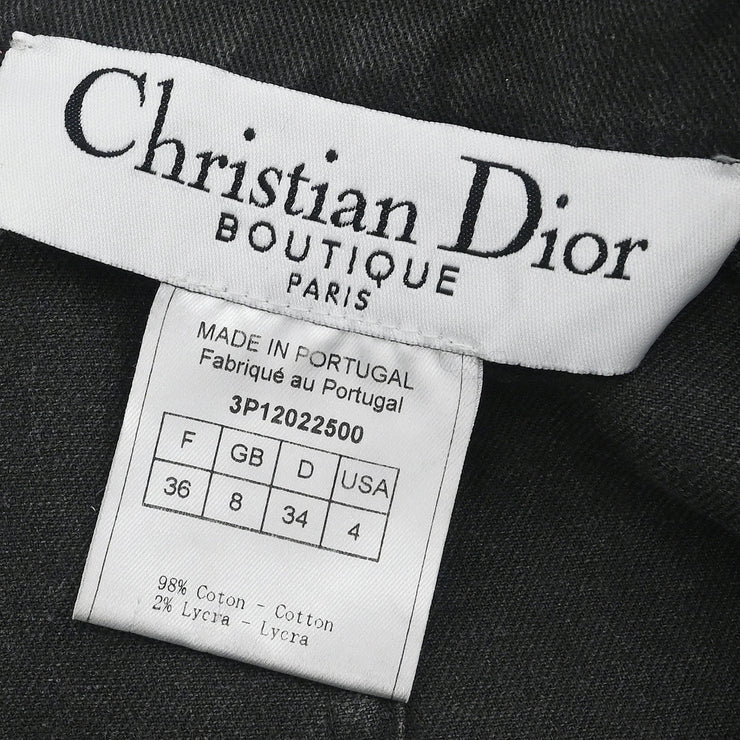 Christian Dior
BOUTIQUE
PARIS
MADE IN PORTUGAL
Fabriqué au Portugal
3P12022500
F GB D USA
36 8 34 4
98% Coton - Cotton
2% Lycra - Lycra